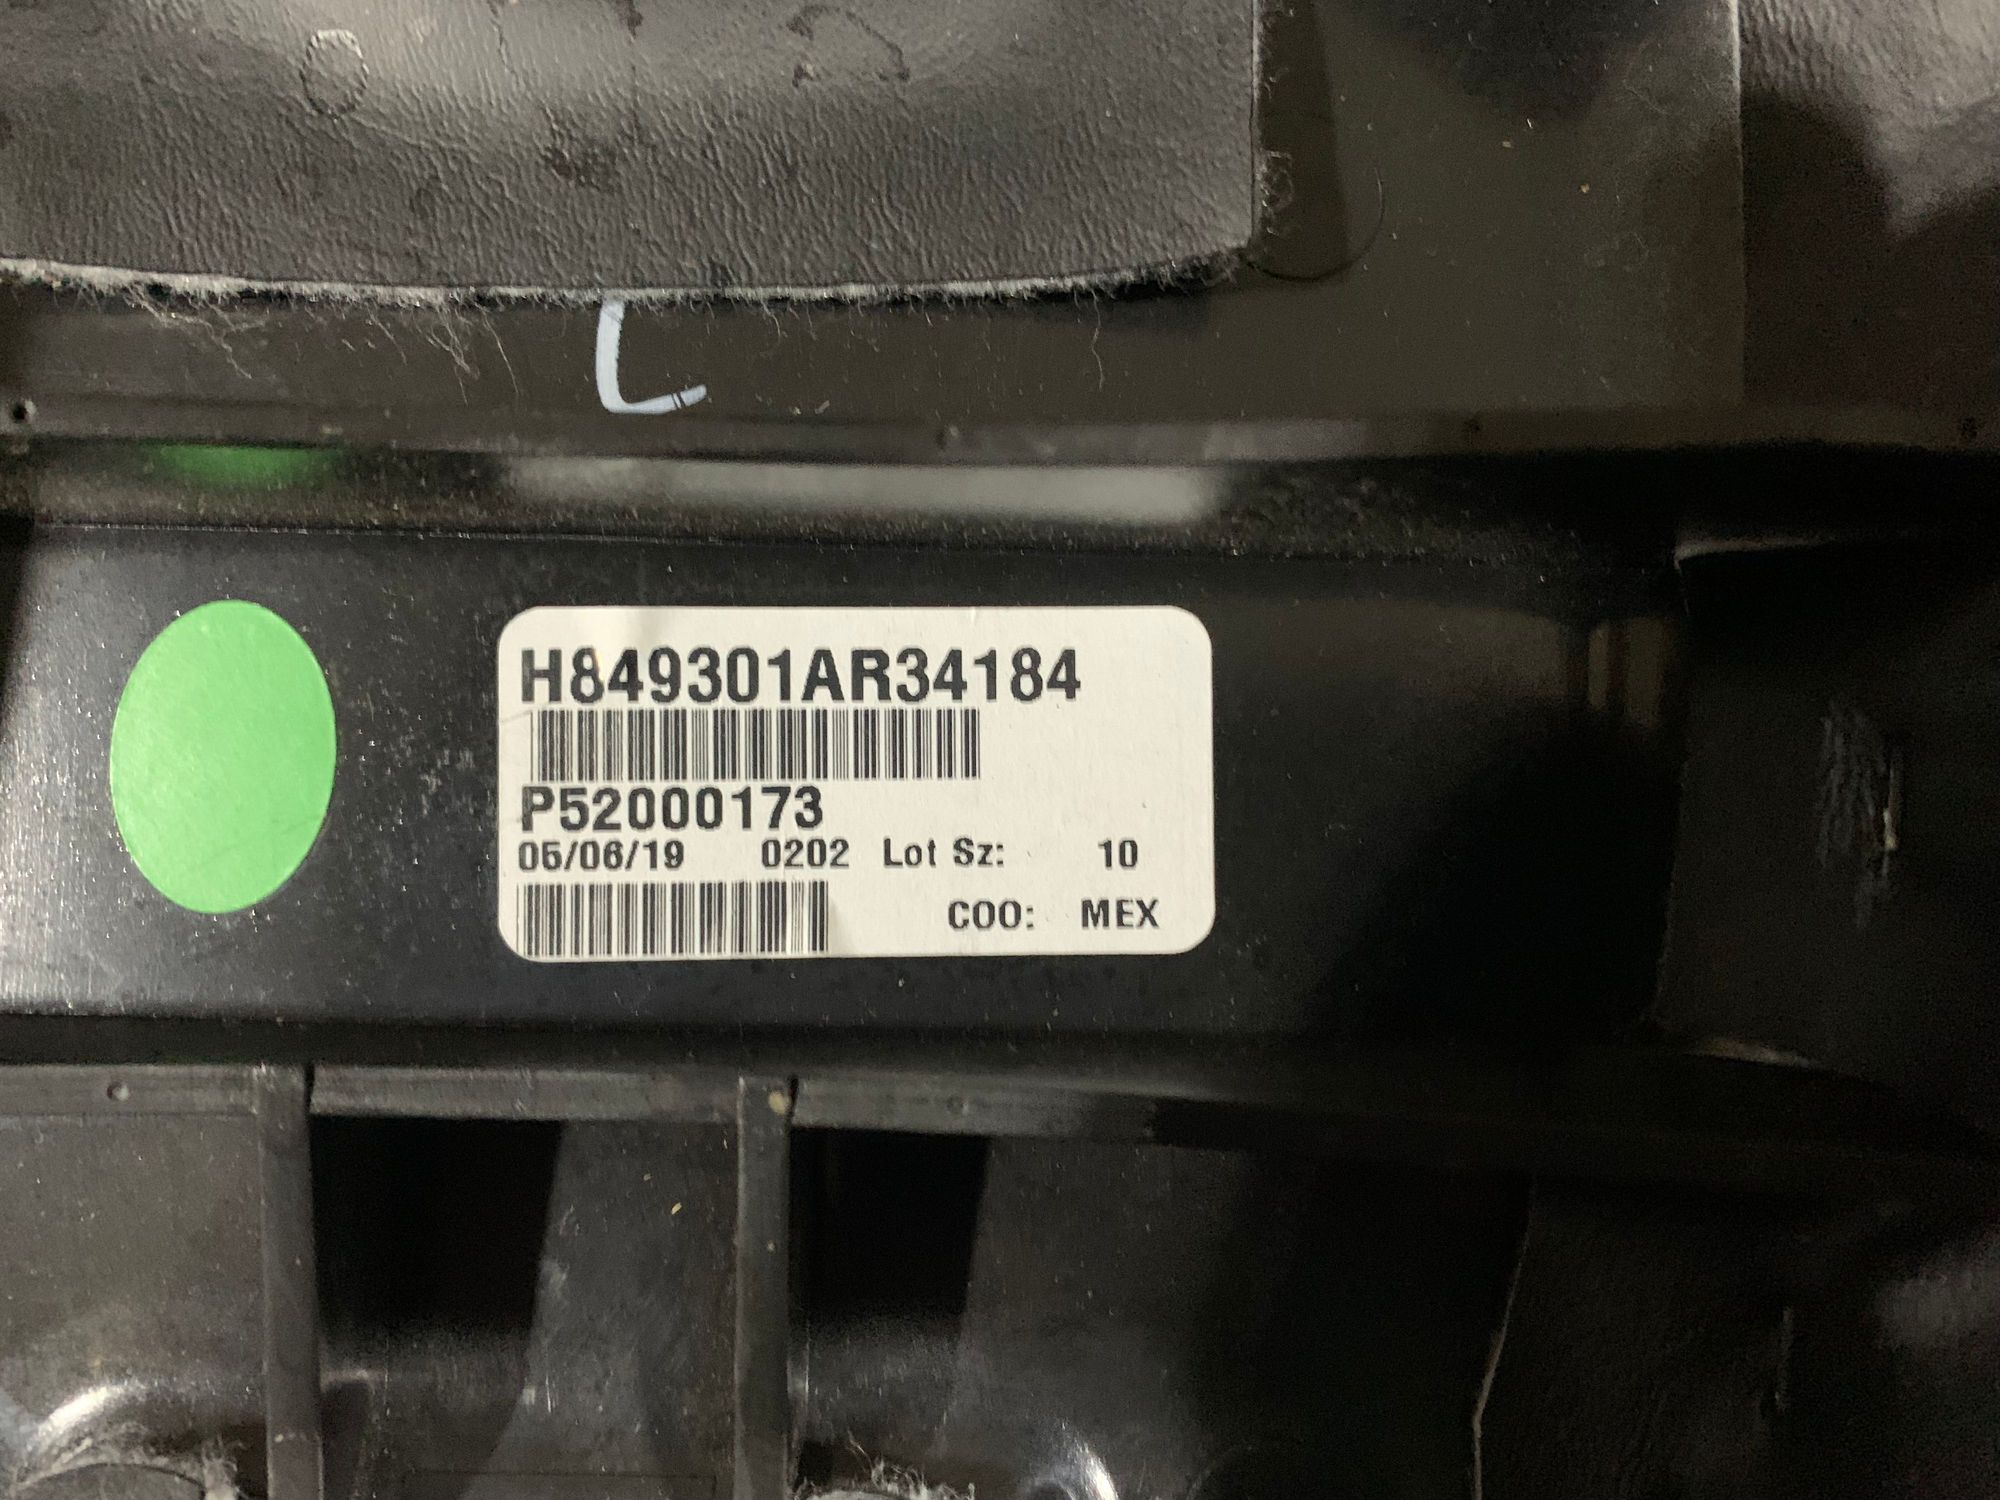 L
H849301AR34184
P52000173
05/06/19 0202 Lot Sz: 10
COO: MEX